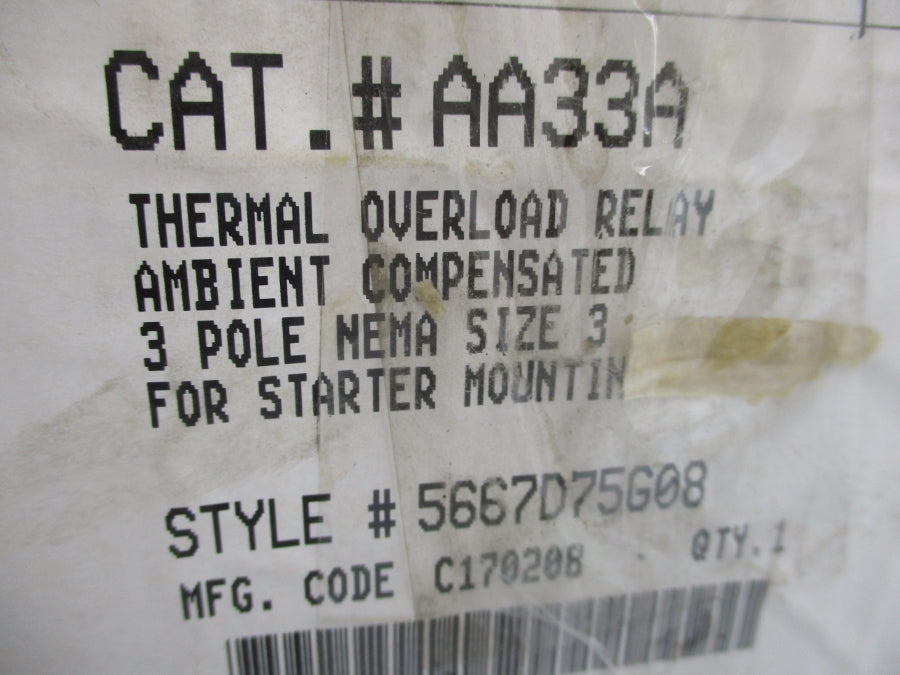 CAT.# AA33A
THERMAL OVERLOAD RELAY
AMBIENT COMPENSATED
3 POLE NEMA SIZE 3
FOR STARTER MOUNTIN
STYLE # 5667D75G08
MFG. CODE C170208 QTY.1